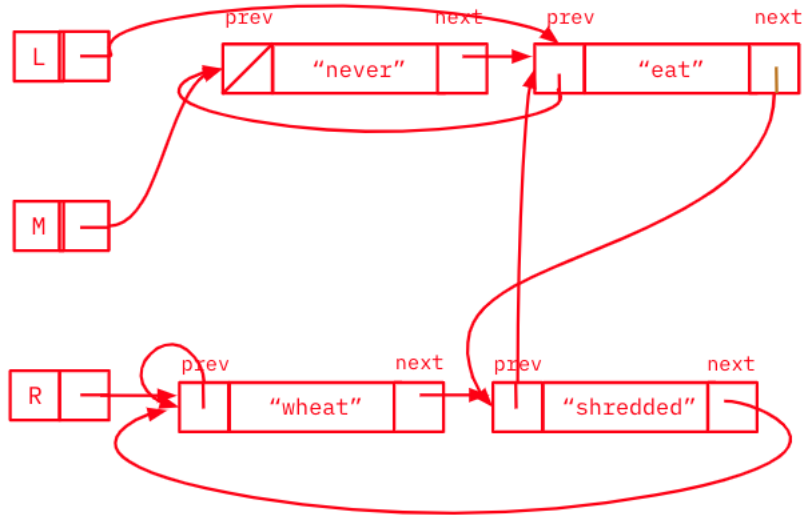 prev next prev next
L “never” “eat”
M
prev next prev next
R “wheat” “shredded”